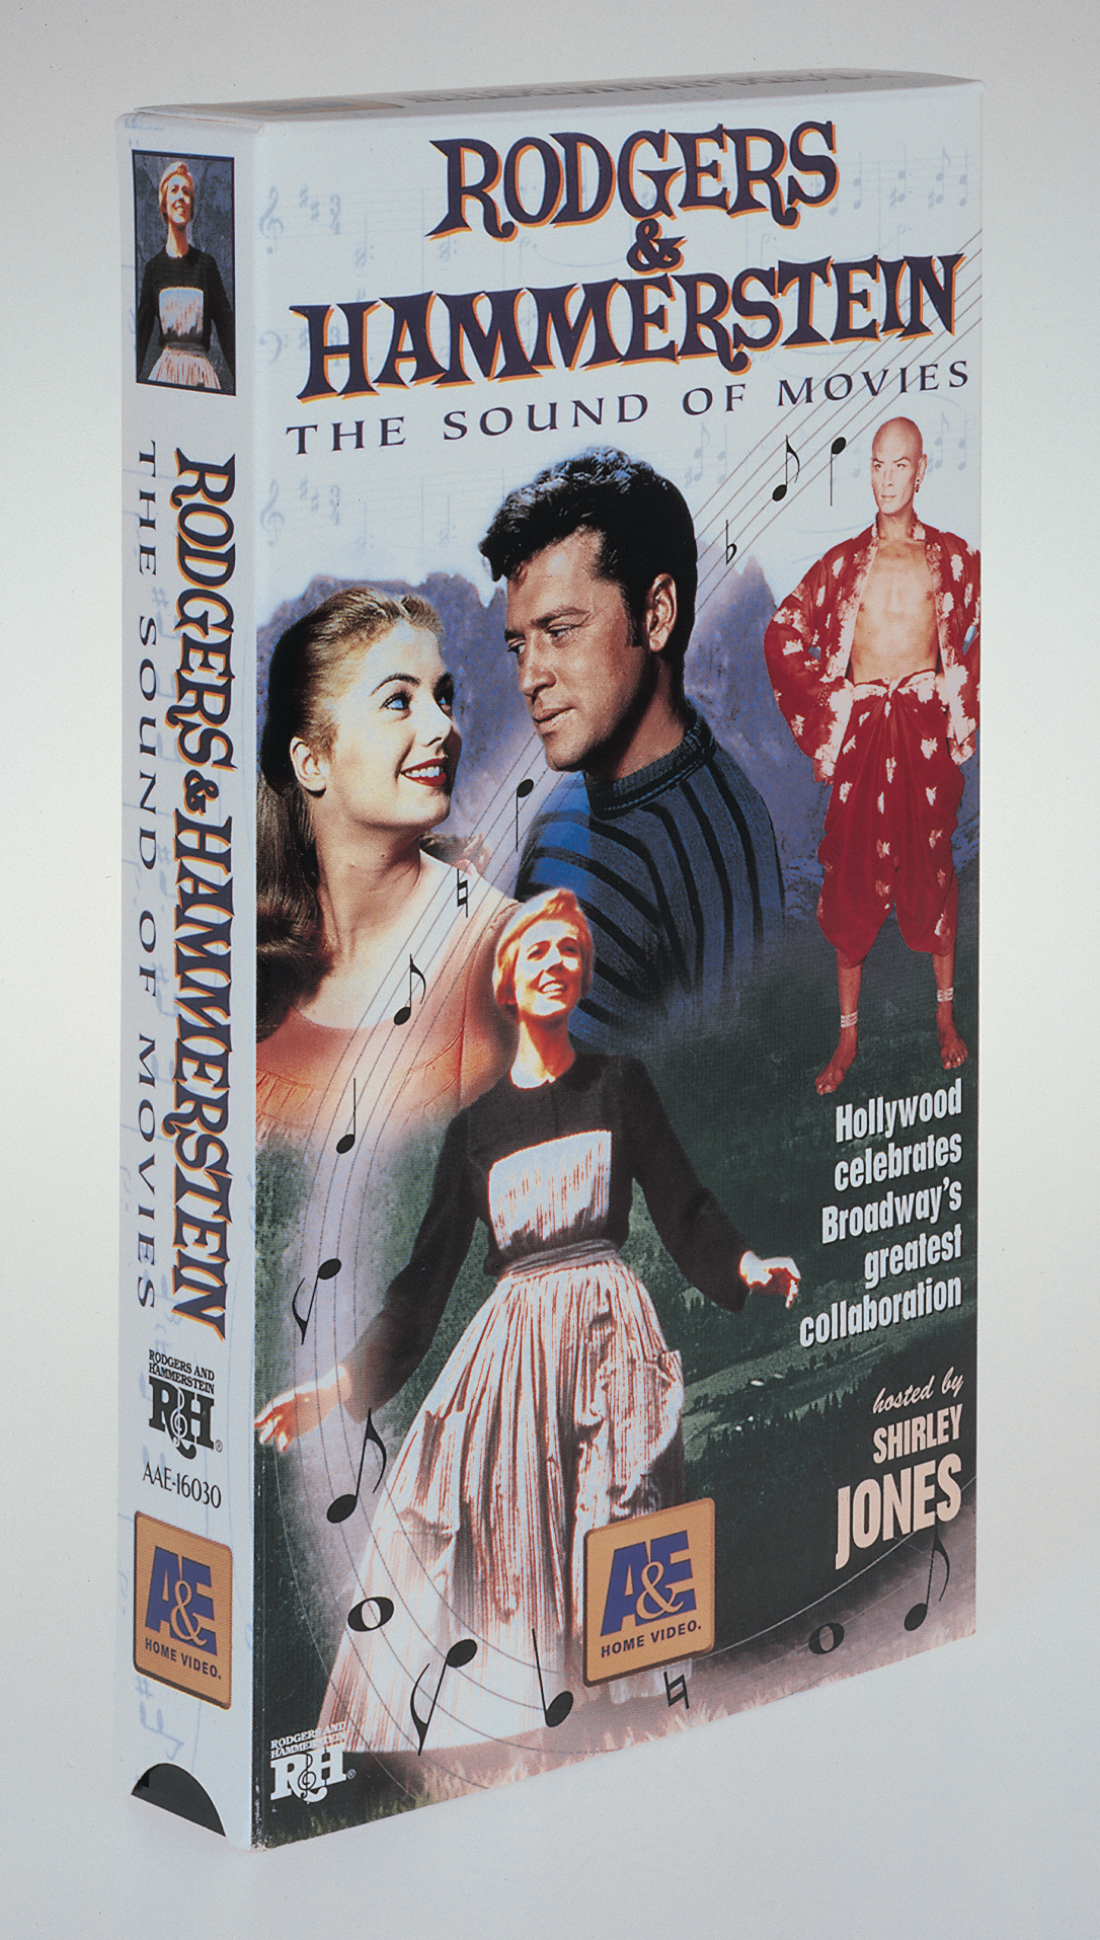 RODGERS
&
HAMMERSTEIN
THE SOUND OF MOVIES
Hollywood
celebrates
Broadway's
greatest
collaboration
hosted by
SHIRLEY
JONES
A&E
HOME VIDEO.
RODGERS AND
HAMMERSTEIN
R&H®
RODGERS & HAMMERSTEIN
THE SOUND OF MOVIES
RODGERS AND
HAMMERSTEIN
R&H®
AAE-16030
A&E
HOME VIDEO.